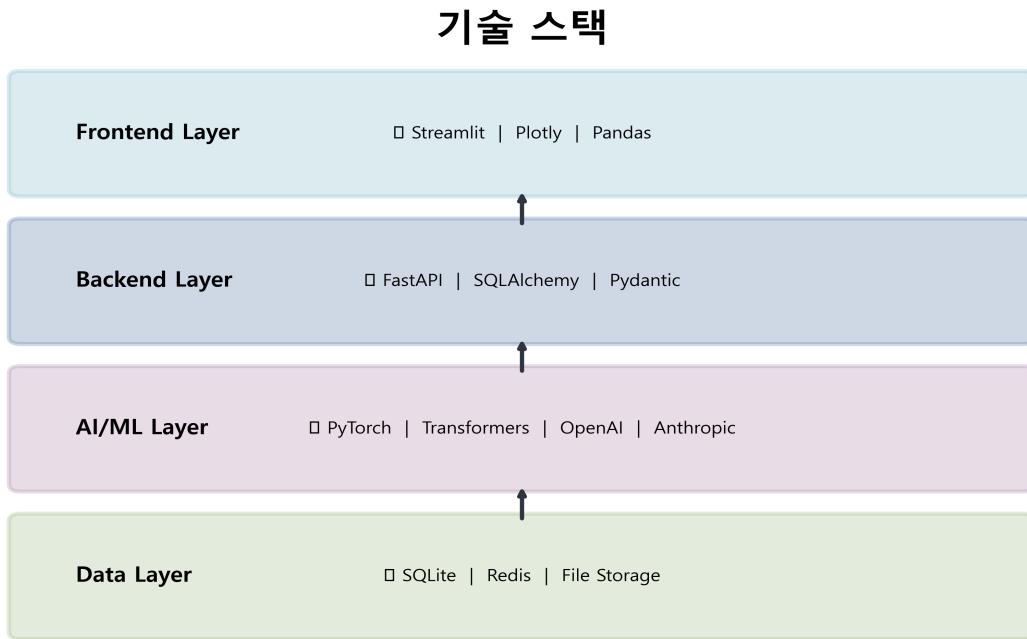 기술 스택
Frontend Layer
▯ Streamlit | Plotly | Pandas
Backend Layer
▯ FastAPI | SQLAlchemy | Pydantic
AI/ML Layer
▯ PyTorch | Transformers | OpenAI | Anthropic
Data Layer
▯ SQLite | Redis | File Storage